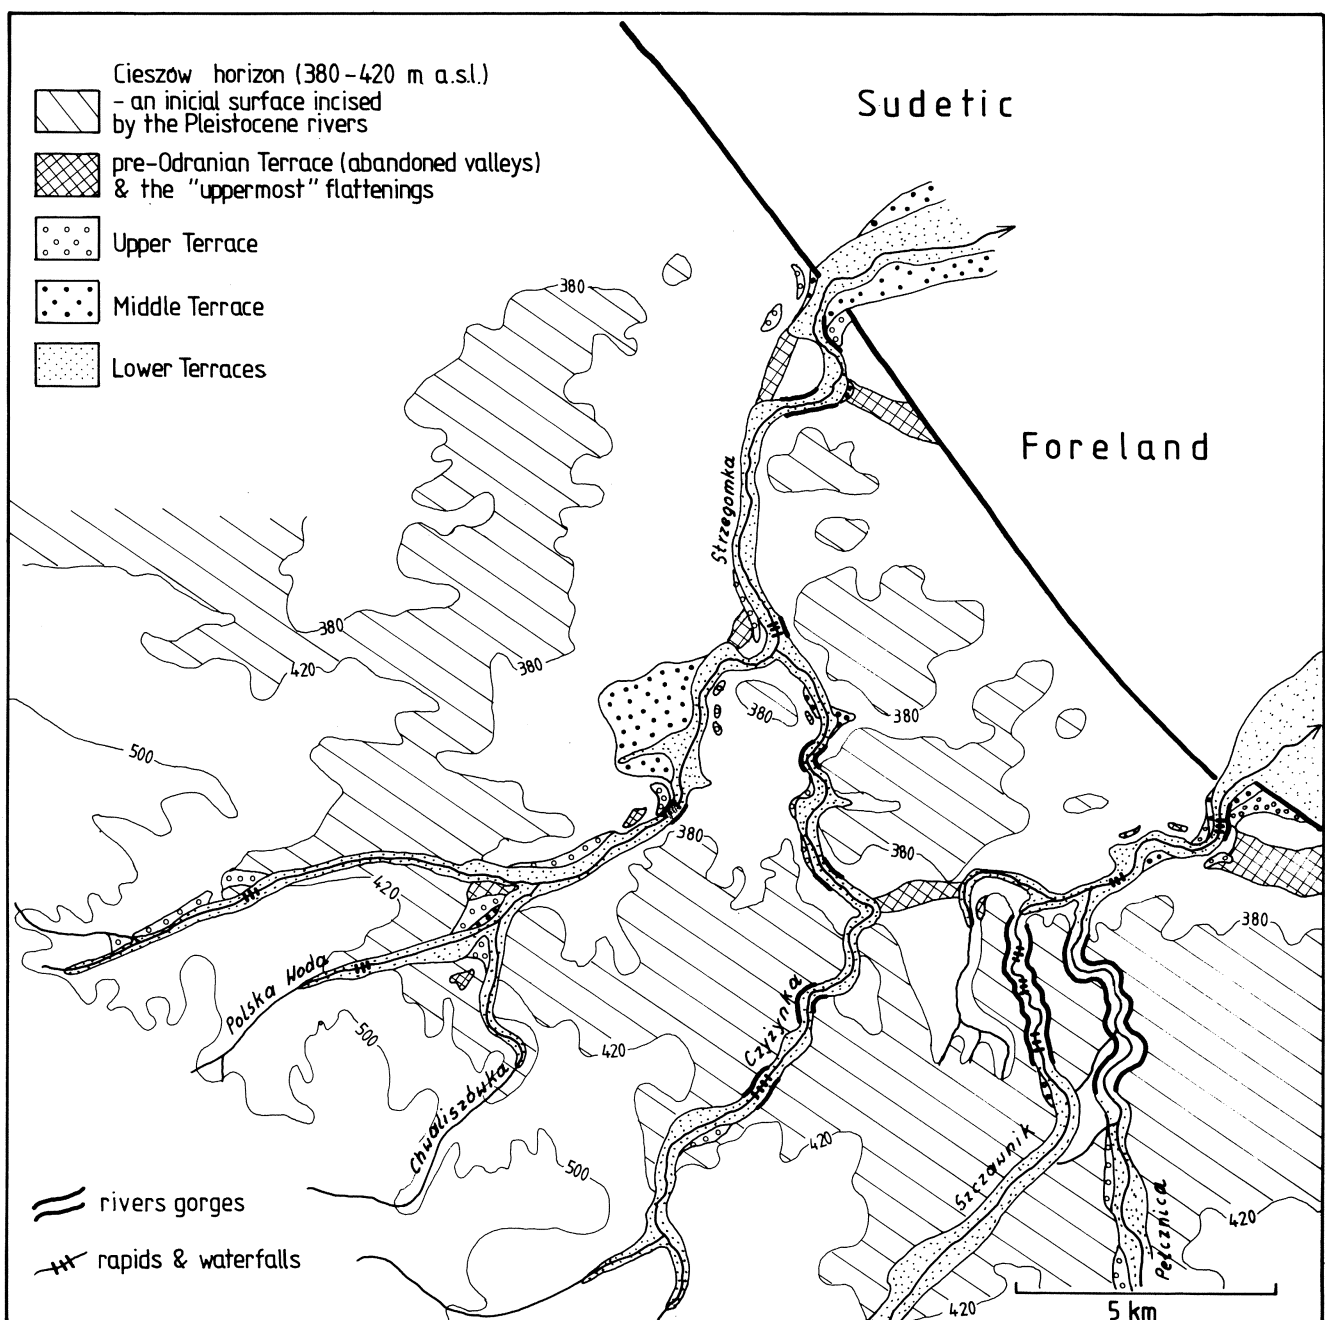 Cieszów horizon (380-420 m a.s.l.)
- an inicial surface incised
by the Pleistocene rivers
pre-Odranian Terrace (abandoned valleys)
& the "uppermost" flattenings
Upper Terrace
Middle Terrace
Lower Terraces
Sudetic
Foreland
380
Strzegomka
380
420
380
500
380
380
380
380
420
380
Polska Woda
500
Czyżynka
420
Chwaliszówka
500
420
Szczawnik
Pełcznica
420
420
rivers gorges
rapids & waterfalls
5 km